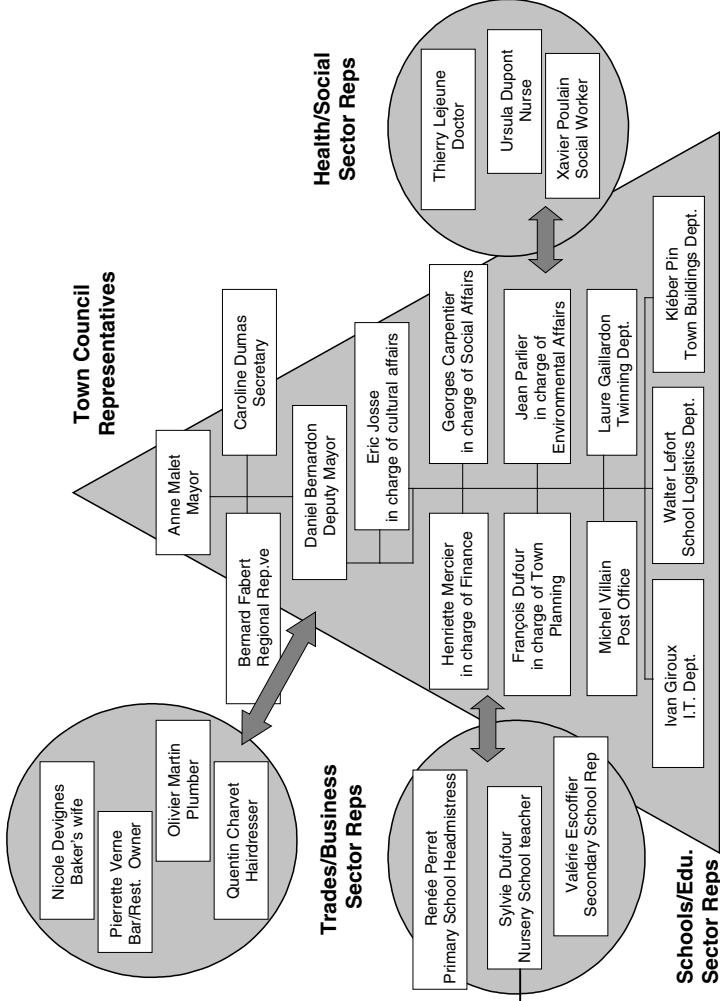 Town Council
Representatives
Anne Malet
Mayor
Bernard Fabert
Regional Rep.ve
Caroline Dumas
Secretary
Daniel Bernardon
Deputy Mayor
Eric Josse
in charge of cultural affairs
Henriette Mercier
in charge of Finance
Georges Carpentier
in charge of Social Affairs
François Dufour
in charge of Town
Planning
Jean Parlier
in charge of
Environmental Affairs
Michel Villain
Post Office
Laure Gaillardon
Twinning Dept.
Ivan Giroux
I.T. Dept.
Walter Lefort
School Logistics Dept.
Kléber Pin
Town Buildings Dept.
Nicole Devignes
Baker's wife
Pierrette Verne
Bar/Rest. Owner
Olivier Martin
Plumber
Quentin Charvet
Hairdresser
Trades/Business
Sector Reps
Renée Perret
Primary School Headmistress
Sylvie Dufour
Nursery School teacher
Valérie Escoffier
Secondary School Rep
Schools/Edu.
Sector Reps
Health/Social
Sector Reps
Thierry Lejeune
Doctor
Ursula Dupont
Nurse
Xavier Poulain
Social Worker